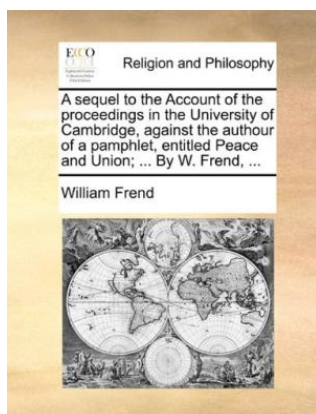 ECCO
Religion and Philosophy
A sequel to the Account of the
proceedings in the University of
Cambridge, against the authour
of a pamphlet, entitled Peace
and Union; ... By W. Frend, ...
William Frend